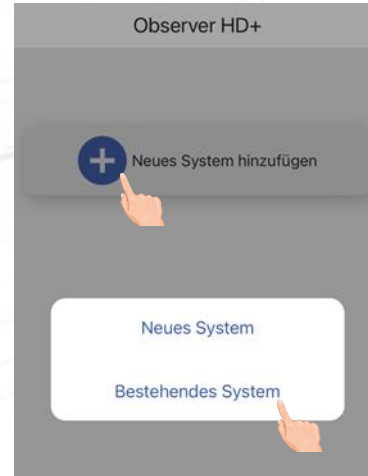 Observer HD+
Neues System hinzufügen
Neues System
Bestehendes System